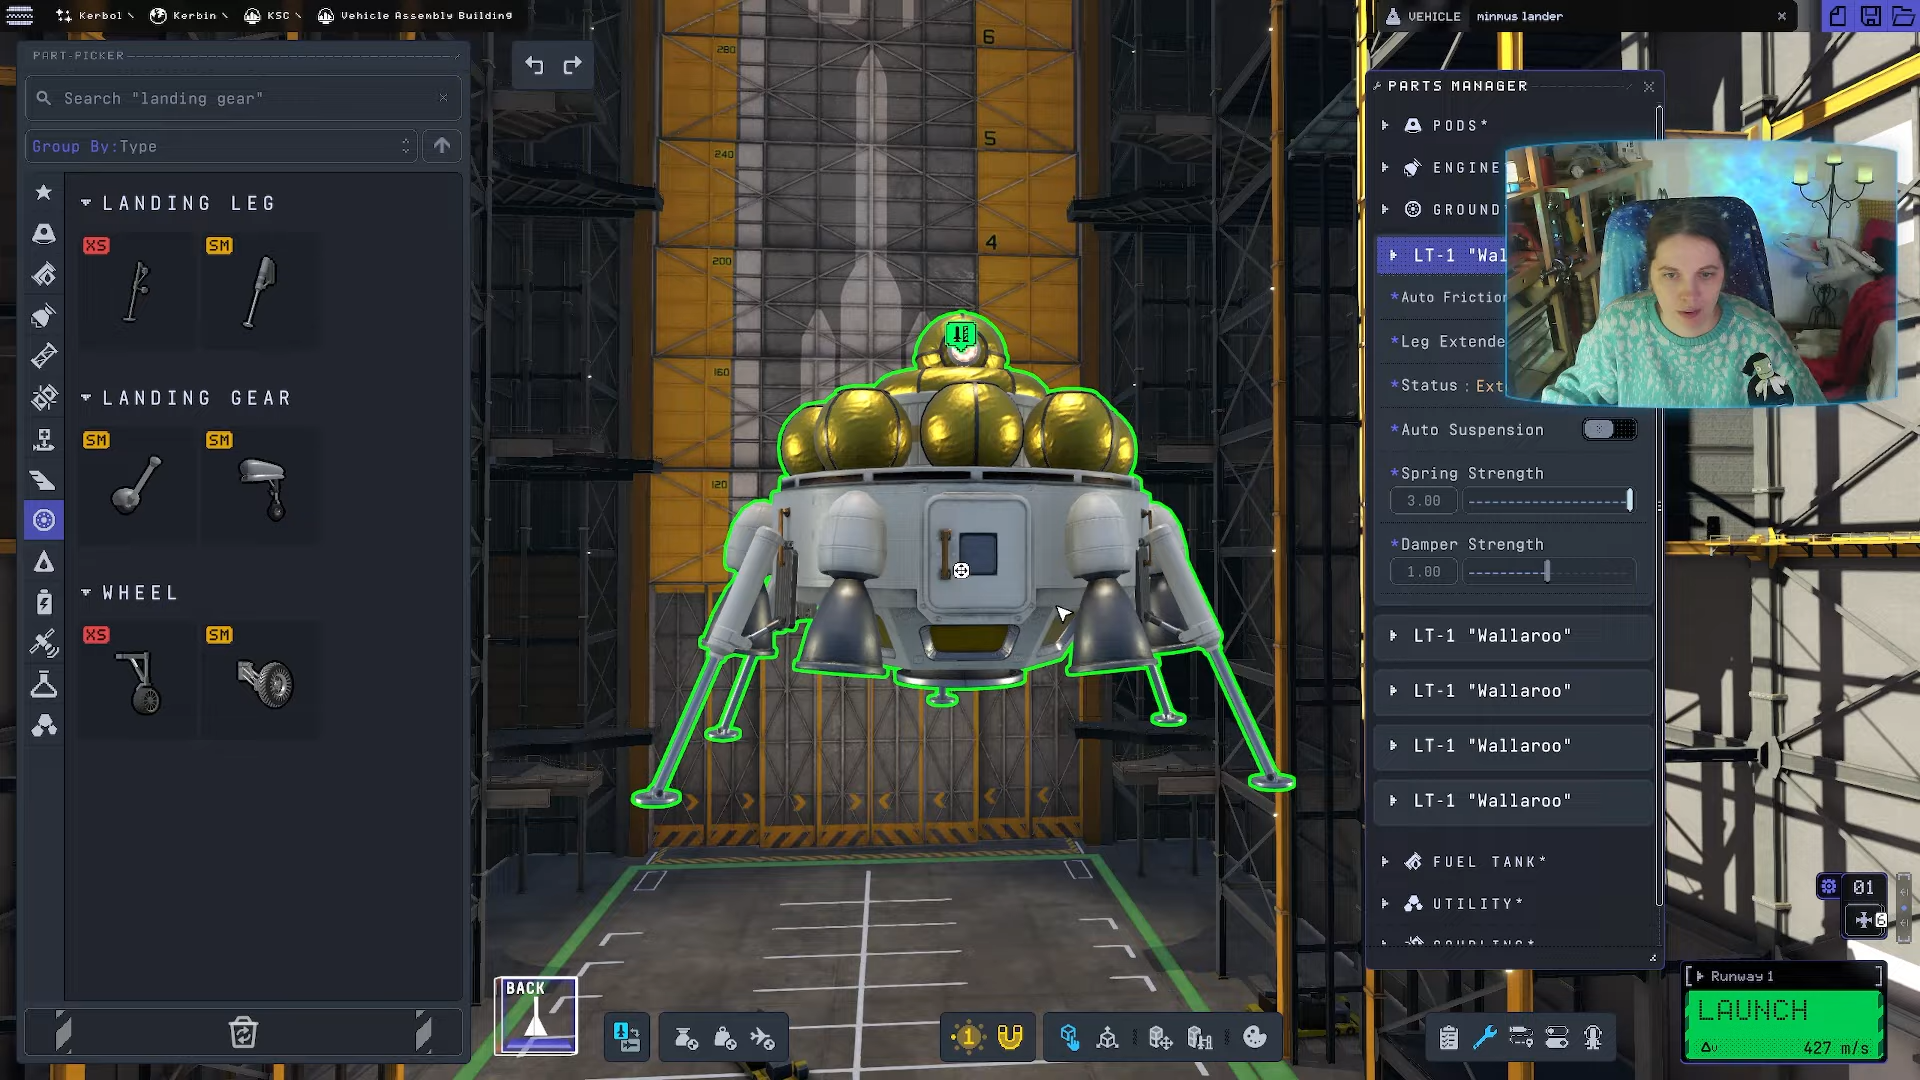 Kerbol
Kerbin
KSC
Vehicle Assembly Building
VEHICLE
minmus lander
PART-PICKER
Search "landing gear"
Group By:Type
LANDING LEG
XS
SM
LANDING GEAR
SM
SM
WHEEL
XS
SM
280
240
200
160
120
6
5
4
PARTS MANAGER
PODS*
ENGINE
GROUND
LT-1 "Wal
*Auto Friction
*Leg Extende
*Status : Ext
*Auto Suspension
*Spring Strength
3.00
*Damper Strength
1.00
LT-1 "Wallaroo"
LT-1 "Wallaroo"
LT-1 "Wallaroo"
LT-1 "Wallaroo"
FUEL TANK*
UTILITY*
01
6
BACK
1
Runway 1
LAUNCH
Δv
427 m/s